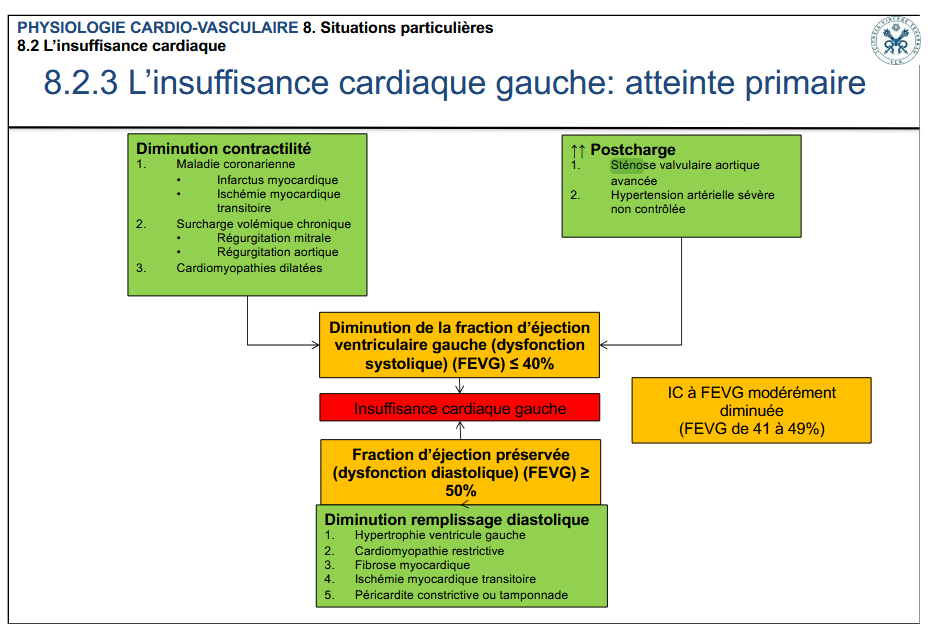 PHYSIOLOGIE CARDIO-VASCULAIRE 8. Situations particulières
8.2 L'insuffisance cardiaque
8.2.3 L'insuffisance cardiaque gauche: atteinte primaire
Diminution contractilité
1. Maladie coronarienne
• Infarctus myocardique
• Ischémie myocardique
transitoire
2. Surcharge volémique chronique
• Régurgitation mitrale
• Régurgitation aortique
3. Cardiomyopathies dilatées
↑↑ Postcharge
1. Sténose valvulaire aortique
avancée
2. Hypertension artérielle sévère
non contrôlée
Diminution de la fraction d'éjection
ventriculaire gauche (dysfonction
systolique) (FEVG) ≤ 40%
Insuffisance cardiaque gauche
IC à FEVG modérément
diminuée
(FEVG de 41 à 49%)
Fraction d'éjection préservée
(dysfonction diastolique) (FEVG) ≥
50%
Diminution remplissage diastolique
1. Hypertrophie ventricule gauche
2. Cardiomyopathie restrictive
3. Fibrose myocardique
4. Ischémie myocardique transitoire
5. Péricardite constrictive ou tamponnade